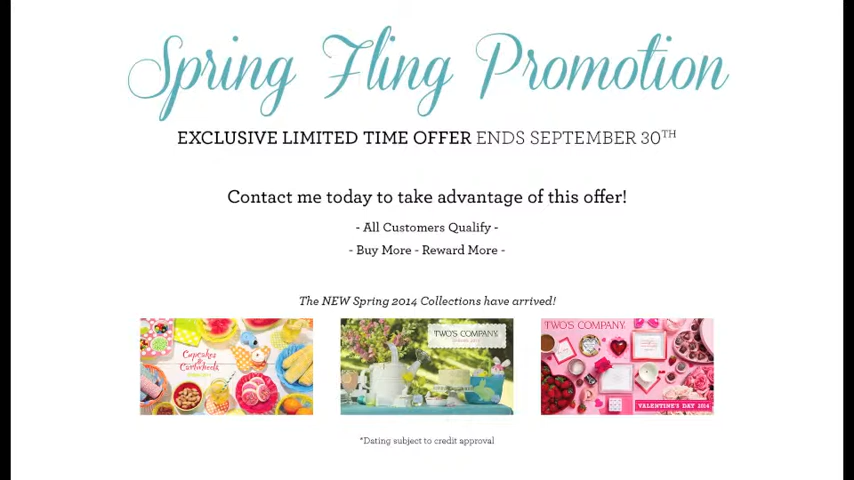 Spring Fling Promotion
EXCLUSIVE LIMITED TIME OFFER ENDS SEPTEMBER 30TH
Contact me today to take advantage of this offer!
- All Customers Qualify -
- Buy More - Reward More -
The NEW Spring 2014 Collections have arrived!
Cupcakes & Cartwheels
TWO'S COMPANY
TWO'S COMPANY
VALENTINE'S DAY 2014
*Dating subject to credit approval